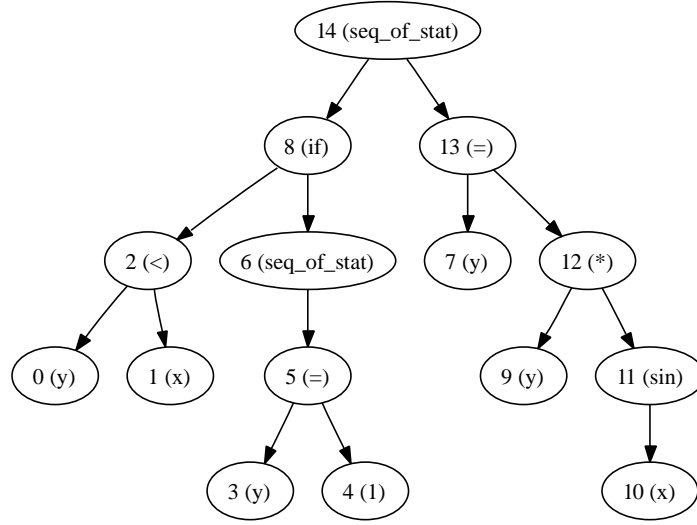 14 (seq_of_stat)
8 (if)
13 (=)
2 (<)
6 (seq_of_stat)
7 (y)
12 (*)
0 (y)
1 (x)
5 (=)
9 (y)
11 (sin)
3 (y)
4 (1)
10 (x)